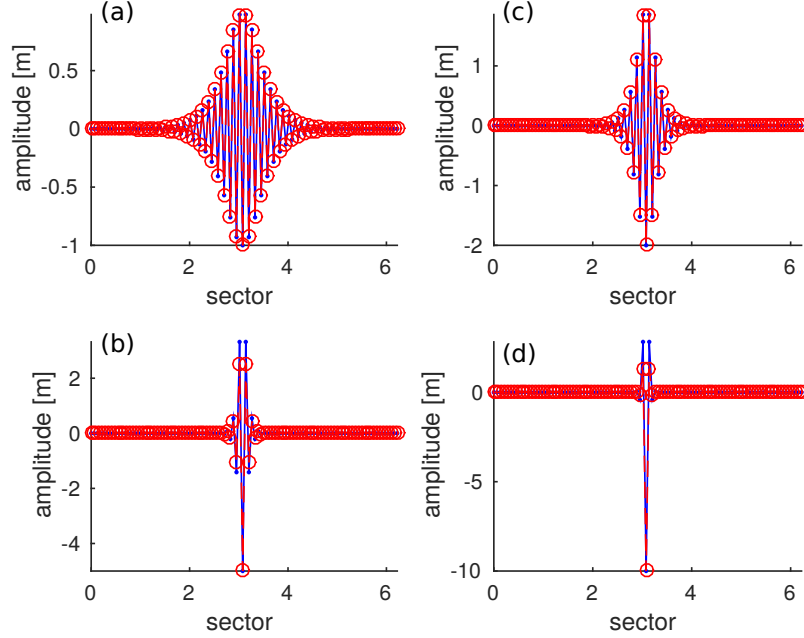 (a)
amplitude [m]
0.5
0
-0.5
-1
0 2 4 6
sector
(c)
amplitude [m]
1
0
-1
-2
0 2 4 6
sector
(b)
amplitude [m]
2
0
-2
-4
0 2 4 6
sector
(d)
amplitude [m]
0
-5
-10
0 2 4 6
sector